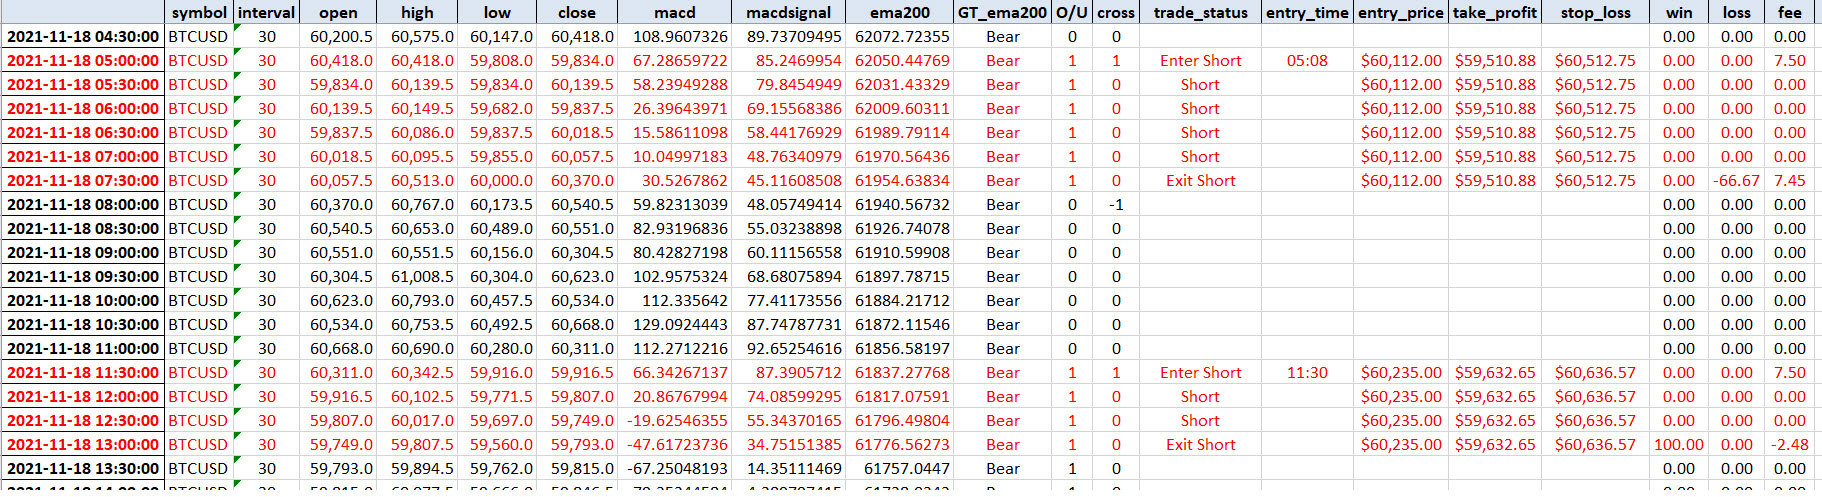 symbol interval open high low close macd macdsignal ema200 GT_ema200 O/U cross trade_status entry_time entry_price take_profit stop_loss win loss fee
2021-11-18 04:30:00 BTCUSD 30 60,200.5 60,575.0 60,147.0 60,418.0 108.9607326 89.73709495 62072.72355 Bear 0 0 0.00 0.00 0.00
2021-11-18 05:00:00 BTCUSD 30 60,418.0 60,418.0 59,808.0 59,834.0 67.28659722 85.2469954 62050.44769 Bear 1 1 Enter Short 05:08 $60,112.00 $59,510.88 $60,512.75 0.00 0.00 7.50
2021-11-18 05:30:00 BTCUSD 30 59,834.0 60,139.5 59,834.0 60,139.5 58.23949288 79.8454949 62031.43329 Bear 1 0 Short $60,112.00 $59,510.88 $60,512.75 0.00 0.00 0.00
2021-11-18 06:00:00 BTCUSD 30 60,139.5 60,149.5 59,682.0 59,837.5 26.39643971 69.15568386 62009.60311 Bear 1 0 Short $60,112.00 $59,510.88 $60,512.75 0.00 0.00 0.00
2021-11-18 06:30:00 BTCUSD 30 59,837.5 60,086.0 59,837.5 60,018.5 15.58611098 58.44176929 61989.79114 Bear 1 0 Short $60,112.00 $59,510.88 $60,512.75 0.00 0.00 0.00
2021-11-18 07:00:00 BTCUSD 30 60,018.5 60,095.5 59,855.0 60,057.5 10.04997183 48.76340979 61970.56436 Bear 1 0 Short $60,112.00 $59,510.88 $60,512.75 0.00 0.00 0.00
2021-11-18 07:30:00 BTCUSD 30 60,057.5 60,513.0 60,000.0 60,370.0 30.5267862 45.11608508 61954.63834 Bear 1 0 Exit Short $60,112.00 $59,510.88 $60,512.75 0.00 -66.67 7.45
2021-11-18 08:00:00 BTCUSD 30 60,370.0 60,767.0 60,173.5 60,540.5 59.82313039 48.05749414 61940.56732 Bear 0 -1 0.00 0.00 0.00
2021-11-18 08:30:00 BTCUSD 30 60,540.5 60,653.0 60,489.0 60,551.0 82.93196836 55.03238898 61926.74078 Bear 0 0 0.00 0.00 0.00
2021-11-18 09:00:00 BTCUSD 30 60,551.0 60,551.5 60,156.0 60,304.5 80.42827198 60.11156558 61910.59908 Bear 0 0 0.00 0.00 0.00
2021-11-18 09:30:00 BTCUSD 30 60,304.5 61,008.5 60,304.0 60,623.0 102.9575324 68.68075894 61897.78715 Bear 0 0 0.00 0.00 0.00
2021-11-18 10:00:00 BTCUSD 30 60,623.0 60,793.0 60,457.5 60,534.0 112.335642 77.41173556 61884.21712 Bear 0 0 0.00 0.00 0.00
2021-11-18 10:30:00 BTCUSD 30 60,534.0 60,753.5 60,492.5 60,668.0 129.0924443 87.74787731 61872.11546 Bear 0 0 0.00 0.00 0.00
2021-11-18 11:00:00 BTCUSD 30 60,668.0 60,690.0 60,280.0 60,311.0 112.2712216 92.65254616 61856.58197 Bear 0 0 0.00 0.00 0.00
2021-11-18 11:30:00 BTCUSD 30 60,311.0 60,342.5 59,916.0 59,916.5 66.34267137 87.3905712 61837.27768 Bear 1 1 Enter Short 11:30 $60,235.00 $59,632.65 $60,636.57 0.00 0.00 7.50
2021-11-18 12:00:00 BTCUSD 30 59,916.5 60,102.5 59,771.5 59,807.0 20.86767994 74.08599295 61817.07591 Bear 1 0 Short $60,235.00 $59,632.65 $60,636.57 0.00 0.00 0.00
2021-11-18 12:30:00 BTCUSD 30 59,807.0 60,017.0 59,697.0 59,749.0 -19.62546355 55.34370165 61796.49804 Bear 1 0 Short $60,235.00 $59,632.65 $60,636.57 0.00 0.00 0.00
2021-11-18 13:00:00 BTCUSD 30 59,749.0 59,807.5 59,560.0 59,793.0 -47.61723736 34.75151385 61776.56273 Bear 1 0 Exit Short $60,235.00 $59,632.65 $60,636.57 100.00 0.00 -2.48
2021-11-18 13:30:00 BTCUSD 30 59,793.0 59,894.5 59,762.0 59,815.0 -67.25048193 14.35111469 61757.0447 Bear 1 0 0.00 0.00 0.00